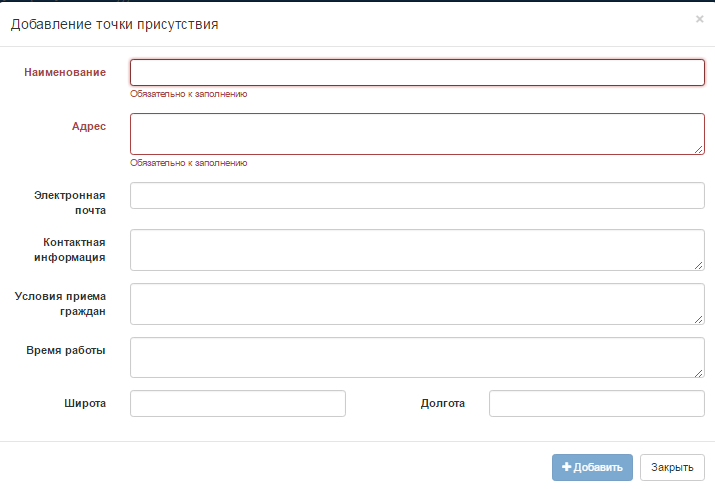 Добавление точки присутствия ×
Наименование
Обязательно к заполнению
Адрес
Обязательно к заполнению
Электронная
почта
Контактная
информация
Условия приема
граждан
Время работы
Широта Долгота
Добавить Закрыть